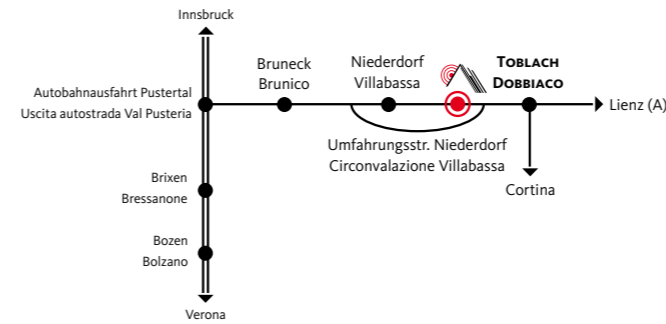 Innsbruck
Autobahnausfahrt Pustertal
Uscita autostrada Val Pusteria
Bruneck
Brunico
Niederdorf
Villabassa
TOBLACH
DOBBIACO
Lienz (A)
Umfahrungsstr. Niederdorf
Circonvalazione Villabassa
Cortina
Brixen
Bressanone
Bozen
Bolzano
Verona